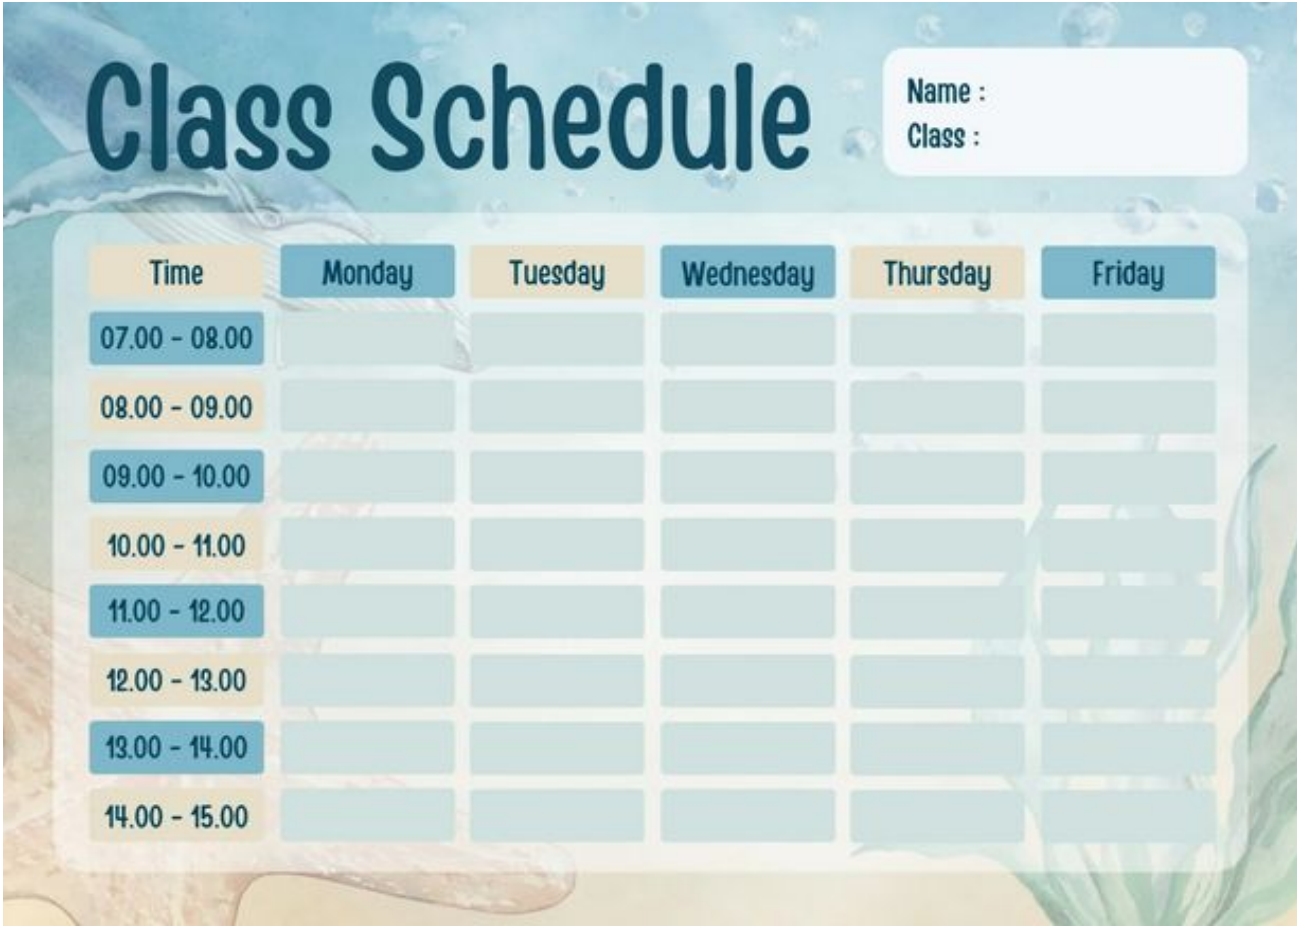 Class Schedule
Name :
Class :
Time Monday Tuesday Wednesday Thursday Friday
07.00 - 08.00
08.00 - 09.00
09.00 - 10.00
10.00 - 11.00
11.00 - 12.00
12.00 - 13.00
13.00 - 14.00
14.00 - 15.00